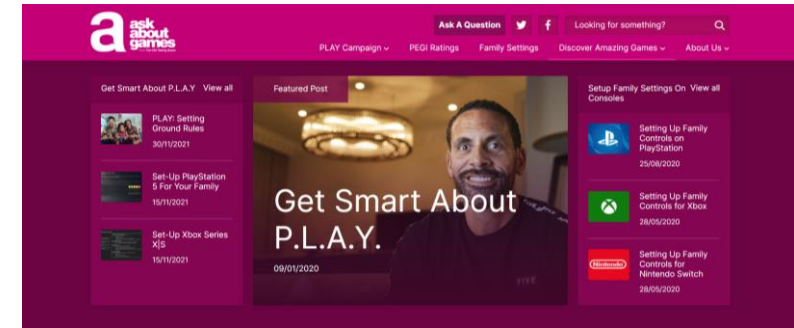 a ask
about
games
Ask A Question
Looking for something?
PLAY Campaign
PEGI Ratings
Family Settings
Discover Amazing Games
About Us
Get Smart About P.L.A.Y View all
PLAY: Setting
Ground Rules
30/11/2021
Set-Up PlayStation
5 For Your Family
15/11/2021
Set-Up Xbox Series
X|S
15/11/2021
Featured Post
Get Smart About
P.L.A.Y.
09/01/2020
FIVE
Setup Family Settings On View all
Consoles
Setting Up Family
Controls on
PlayStation
25/08/2020
Setting Up Family
Controls for Xbox
28/05/2020
Nintendo
Setting Up Family
Controls for
Nintendo Switch
28/05/2020